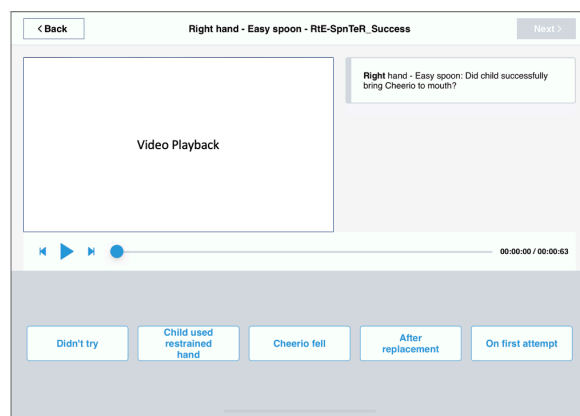 < Back
Right hand - Easy spoon - RtE-SpnTeR_Success
Next >
Right hand - Easy spoon: Did child successfully
bring Cheerio to mouth?
Video Playback
00:00:00 / 00:00:63
Didn't try
Child used
restrained
hand
Cheerio fell
After
replacement
On first attempt